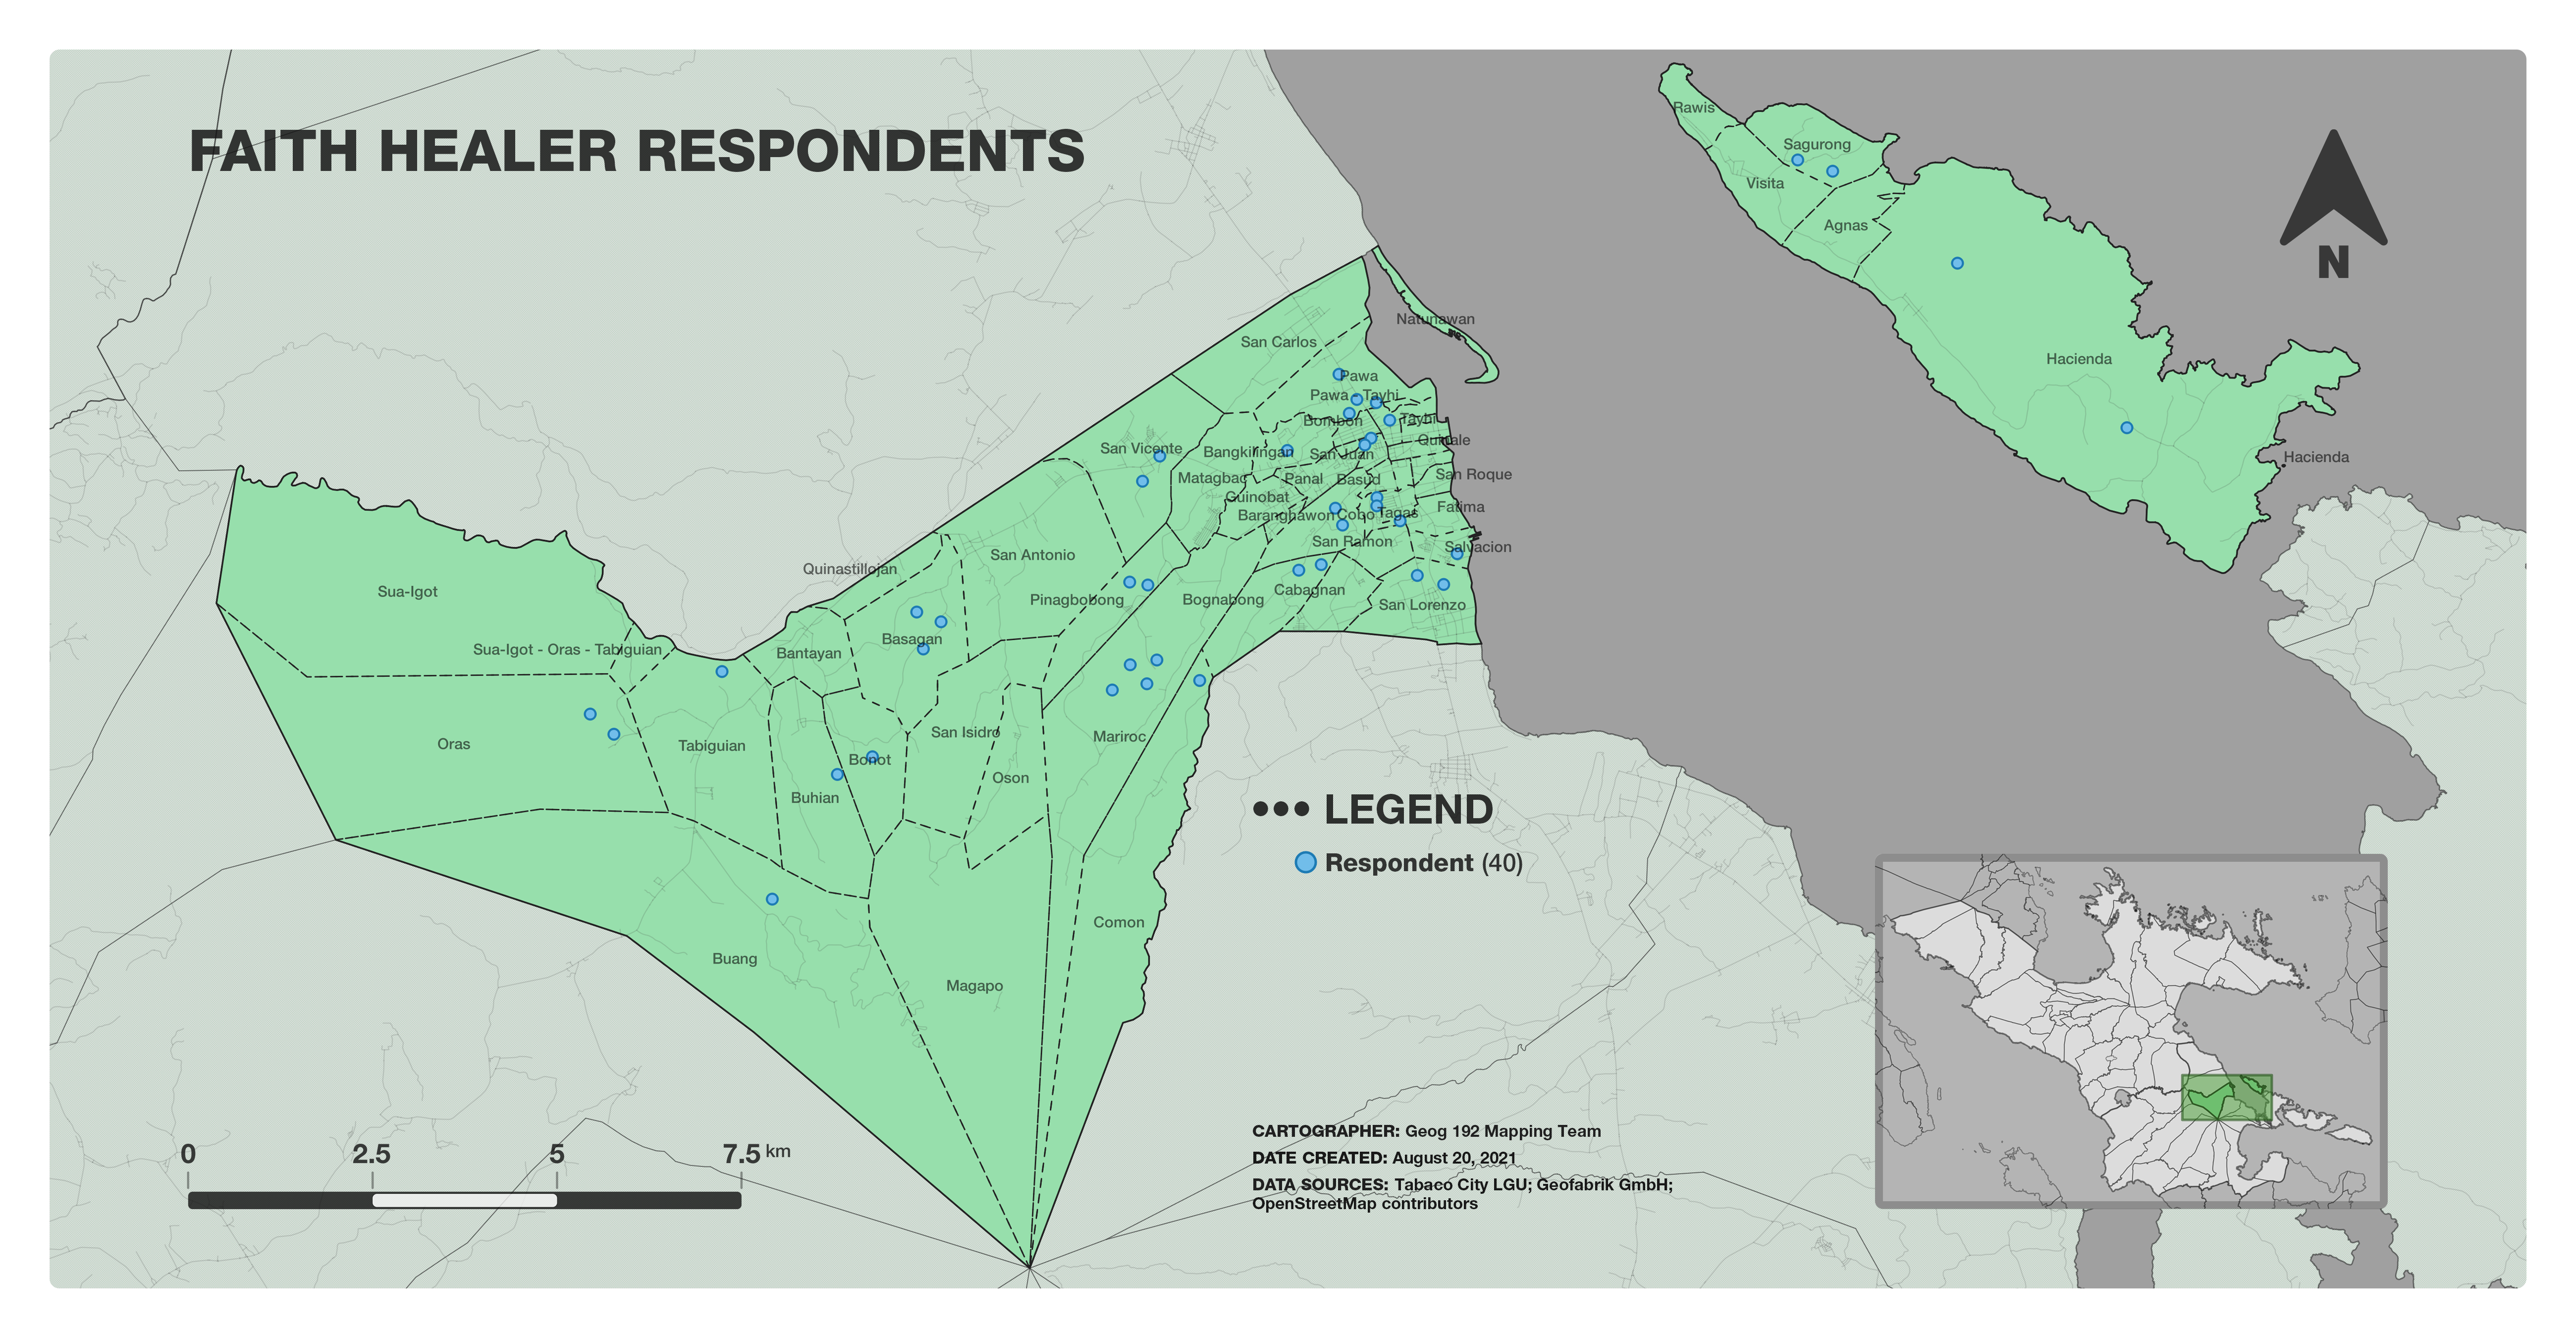 FAITH HEALER RESPONDENTS
Rawis
Sagurong
Visita
Agnas
N
Hacienda
Hacienda
Natunawan
San Carlos
Pawa
Pawa - Tayhi
Bombon
Tayhi
Quinale
San Vicente
Bangkilingan
San Juan
Matagbac
Panal
Basud
San Roque
Guinobat
Fatima
Baranghawon
Cobo
Tagas
San Ramon
Salvacion
San Antonio
Quinastillojan
Cabagnan
Pinagbobong
Bognabong
San Lorenzo
Sua-Igot
Basagan
Sua-Igot - Oras - Tabiguian
Bantayan
San Isidro
Mariroc
Oras
Tabiguian
Bonot
Oson
Buhian
Comon
Buang
Magapo
LEGEND
Respondent (40)
0 2.5 5 7.5 km
CARTOGRAPHER: Geog 192 Mapping Team
DATE CREATED: August 20, 2021
DATA SOURCES: Tabaco City LGU; Geofabrik GmbH;
OpenStreetMap contributors